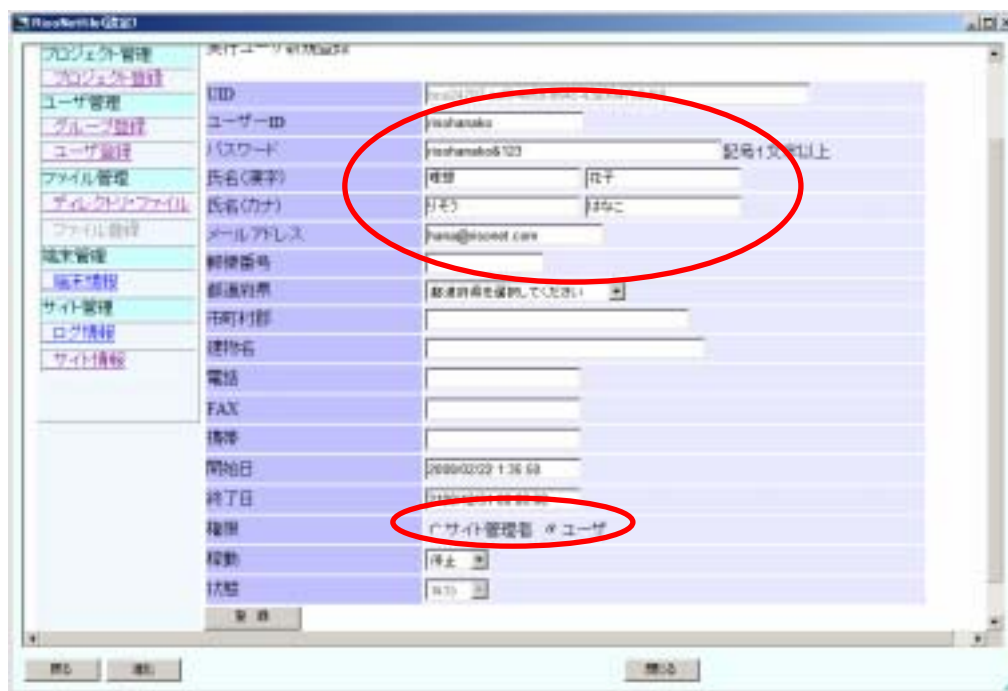 プロジェクト管理
プロジェクト登録
ユーザ管理
グループ登録
ユーザ登録
ファイル管理
ディレクトリ・ファイル
ファイル登録
端末管理
端末情報
サイト管理
ログ情報
サイト情報
UID
ユーザーID risohanako
パスワード risohanako&123 記号1文字以上
氏名(漢字) 理想 花子
氏名(カナ) りそう はなこ
メールアドレス hana@risonet.com
郵便番号
都道府県 都道府県を選択してください
市町村郡
建物名
電話
FAX
携帯
開始日
終了日
権限 サイト管理者 ユーザ
稼動 停止
状態
登 録
戻る 進む 閉じる